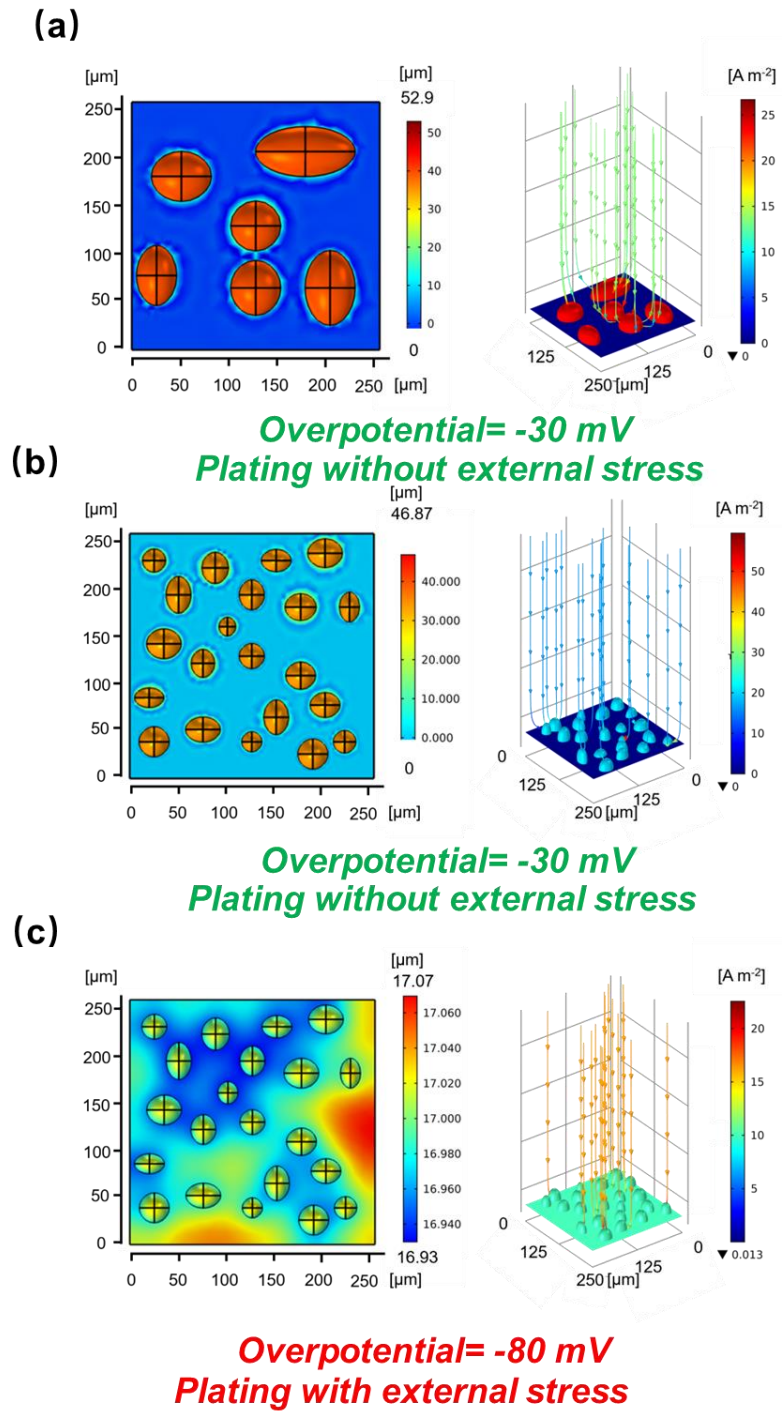 (a)
[µm]
250
200
150
100
50
0
0 50 100 150 200 250 [µm]
[µm]
52.9
50
40
30
20
10
0
0
125
250 [µm]
125
0
[A m-2]
25
20
15
10
5
0
▼ 0
Overpotential= -30 mV
Plating without external stress
(b)
[µm]
250
200
150
100
50
0
0 50 100 150 200 250 [µm]
[µm]
46.87
40.000
30.000
20.000
10.000
0.000
0
0
125
250 [µm]
125
0
[A m-2]
50
40
30
20
10
0
▼ 0
Overpotential= -30 mV
Plating without external stress
(c)
[µm]
250
200
150
100
50
0
0 50 100 150 200 250
[µm]
[µm]
17.07
17.060
17.040
17.020
17.000
16.980
16.960
16.940
16.93
0
125
250 [µm]
125
0
[A m-2]
20
15
10
5
▼ 0.013
Overpotential= -80 mV
Plating with external stress